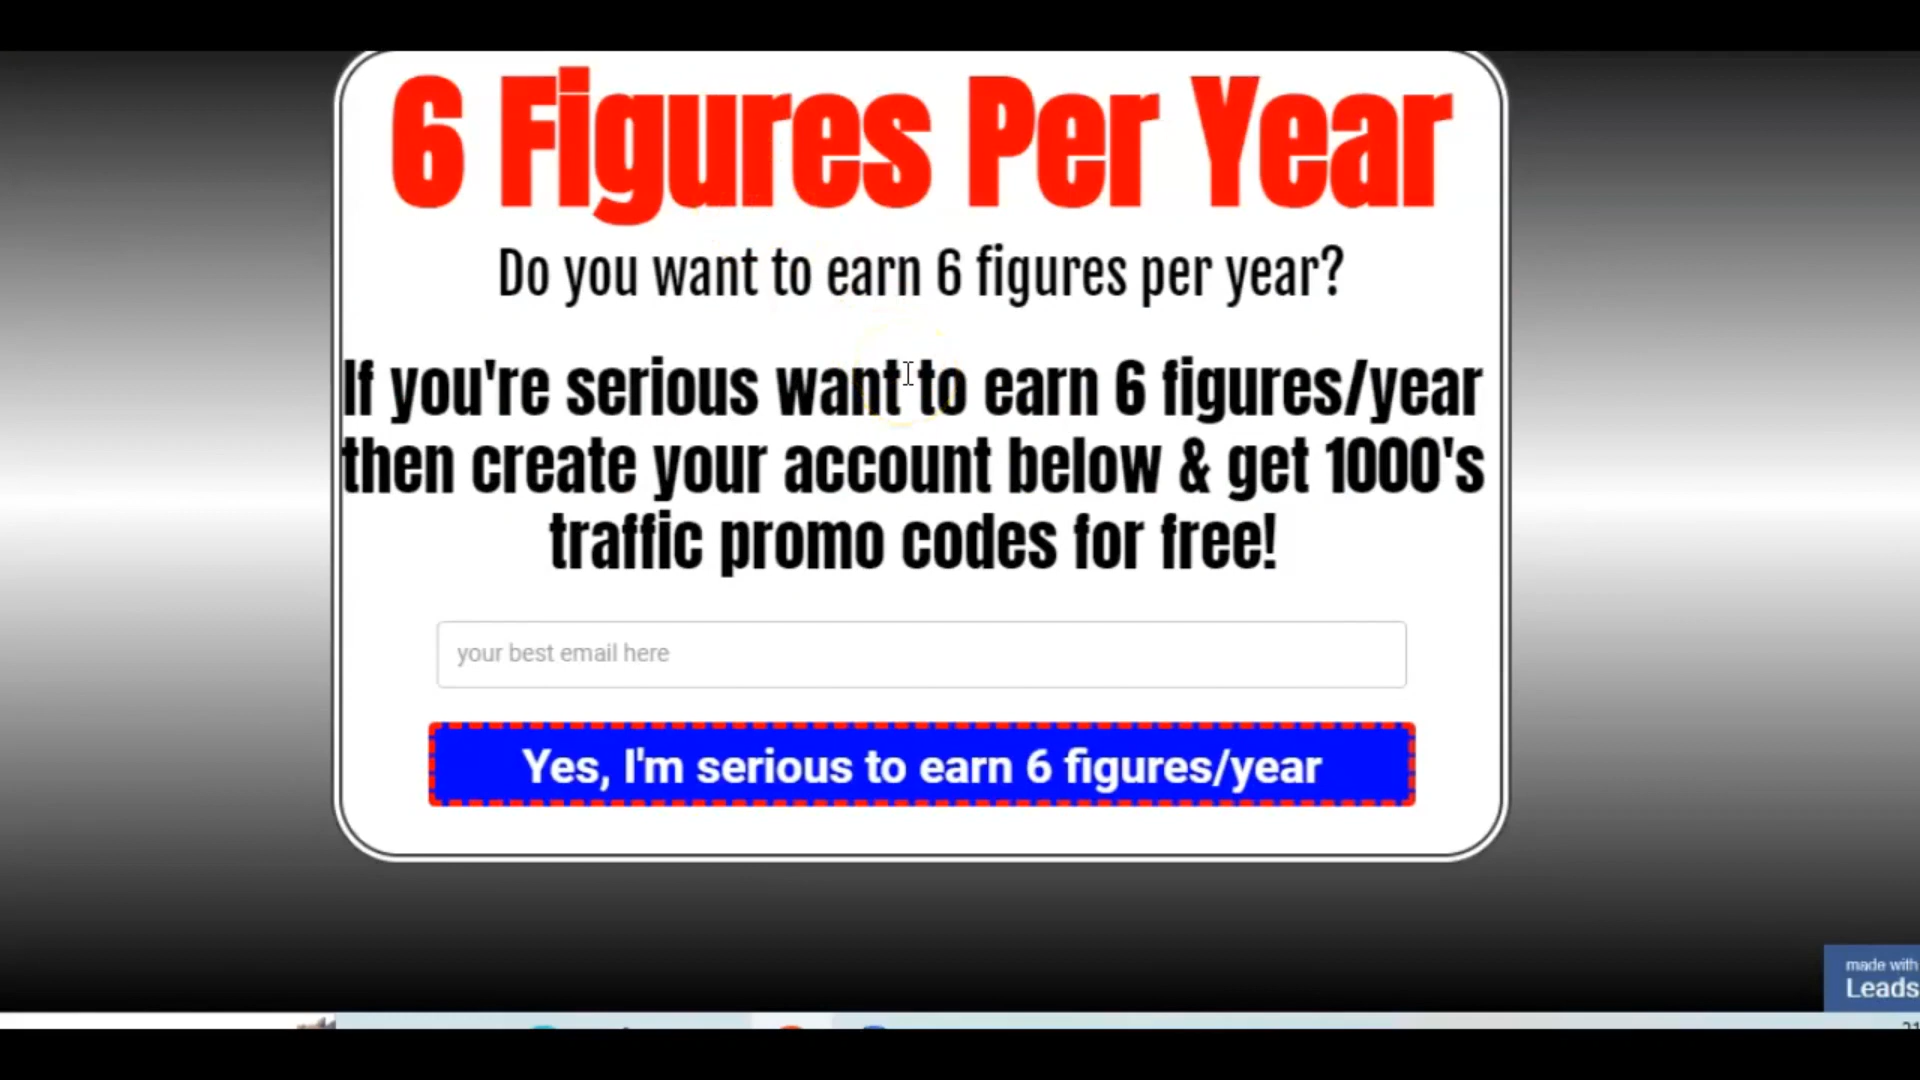 6 Figures Per Year
Do you want to earn 6 figures per year?
If you're serious want to earn 6 figures/year
then create your account below & get 1000's
traffic promo codes for free!
your best email here
Yes, I'm serious to earn 6 figures/year
made with
Leads